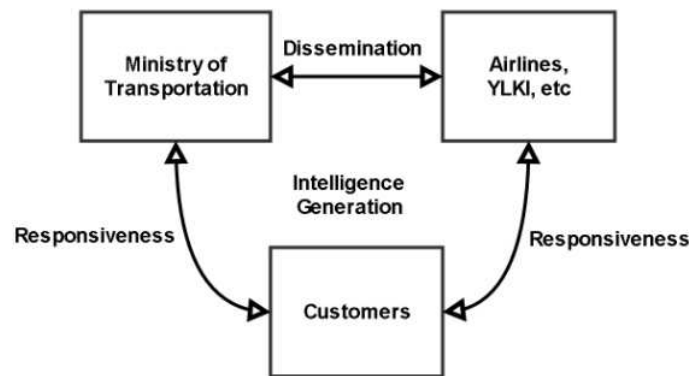 Dissemination
Ministry of
Transportation
Airlines,
YLKI, etc
Intelligence
Generation
Responsiveness
Responsiveness
Customers